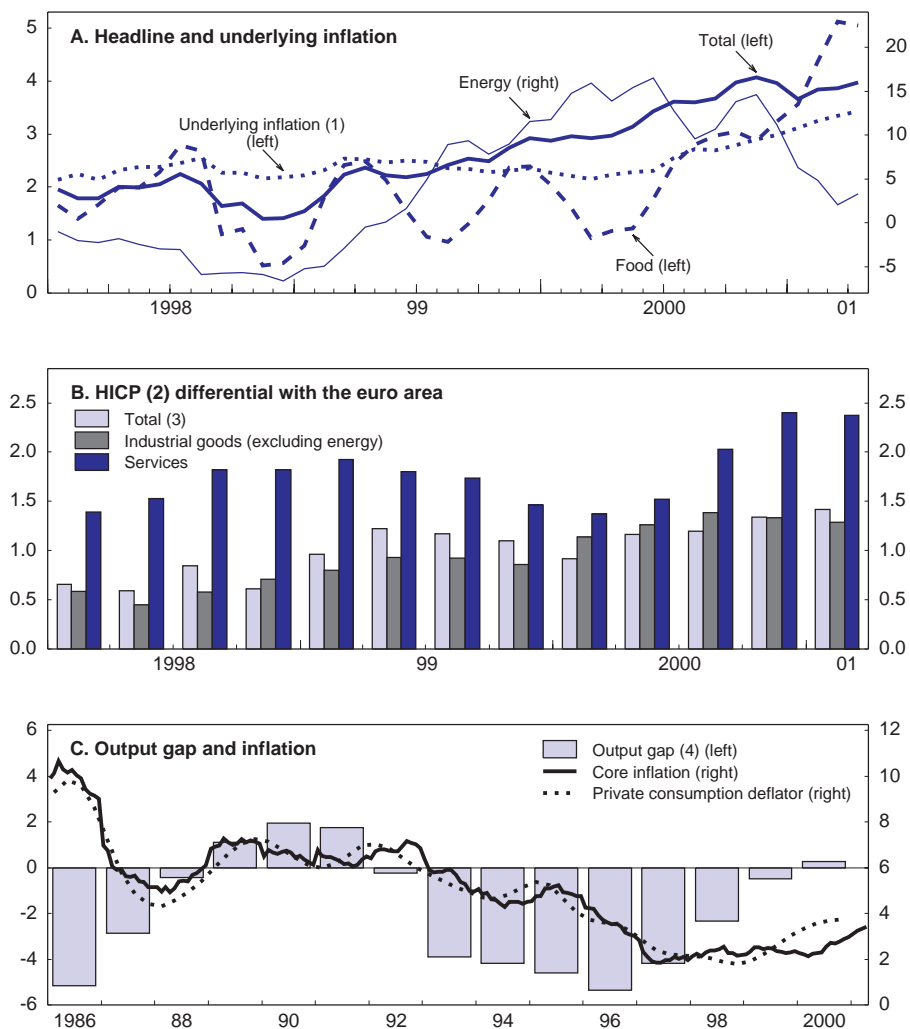 A. Headline and underlying inflation
Total (left)
Energy (right)
Underlying inflation (1)
(left)
Food (left)
5
4
3
2
1
0
20
15
10
5
0
-5
1998 99 2000 01
B. HICP (2) differential with the euro area
Total (3)
Industrial goods (excluding energy)
Services
2.5
2.0
1.5
1.0
0.5
0.0
2.5
2.0
1.5
1.0
0.5
0.0
1998 99 2000 01
C. Output gap and inflation
Output gap (4) (left)
Core inflation (right)
Private consumption deflator (right)
6
4
2
0
-2
-4
-6
12
10
8
6
4
2
0
1986 88 90 92 94 96 98 2000